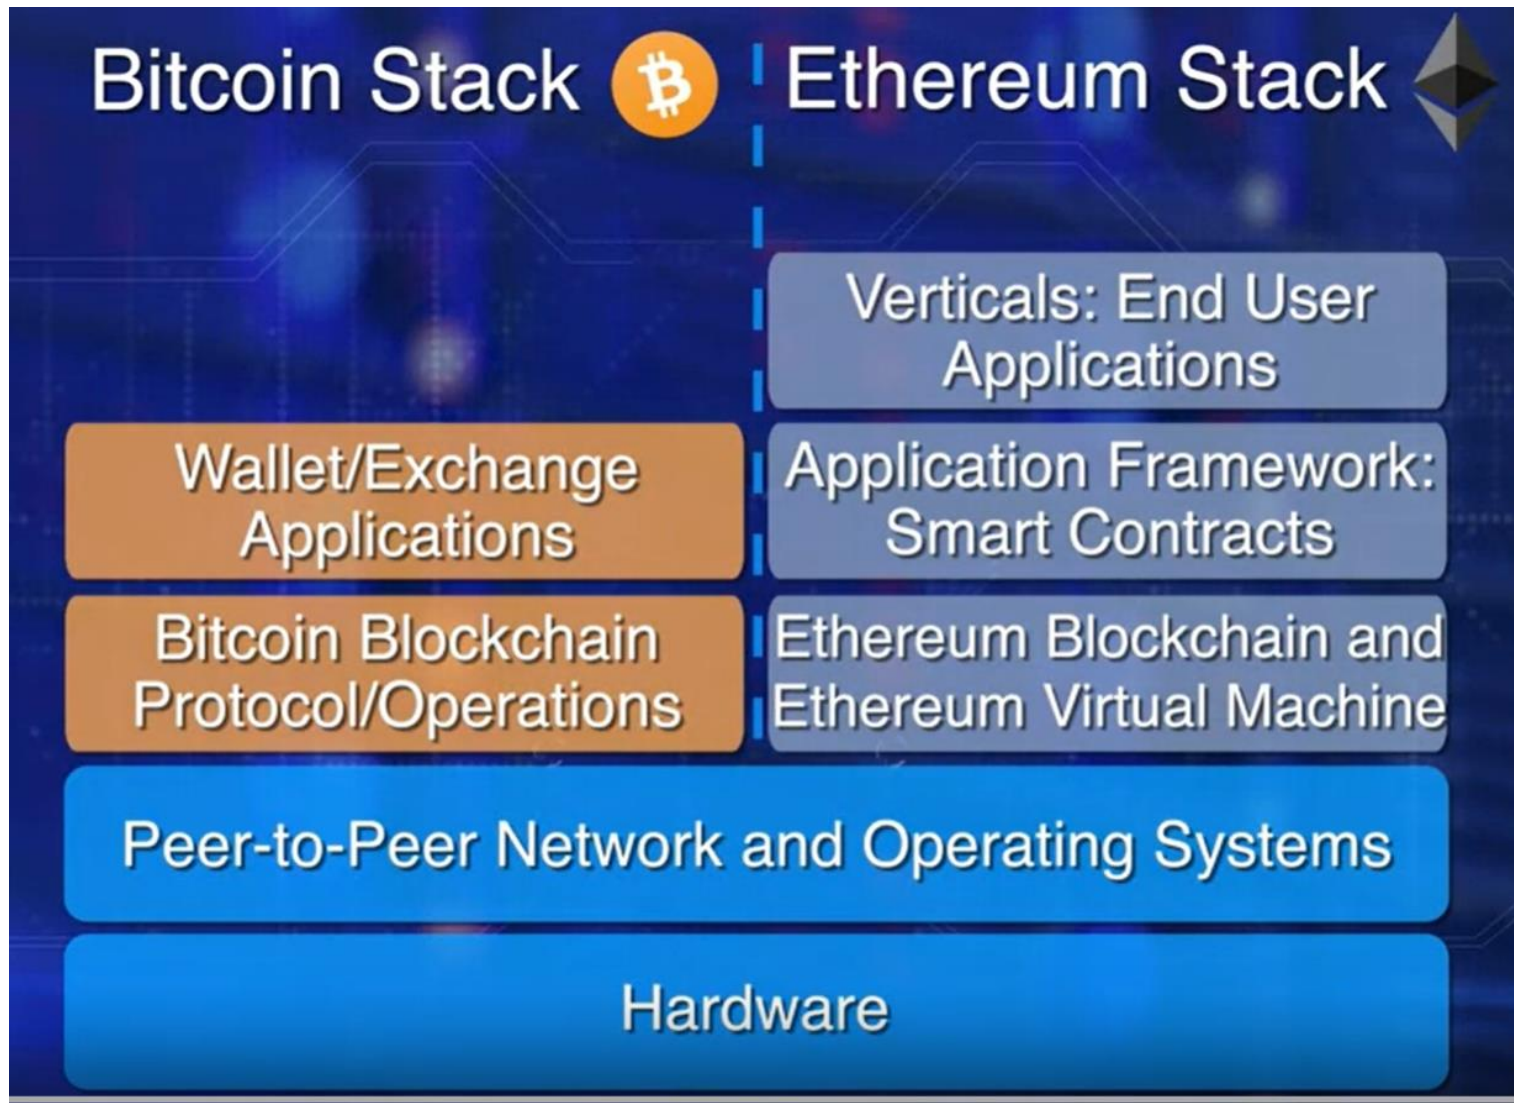 Bitcoin Stack
Ethereum Stack
Verticals: End User
Applications
Wallet/Exchange
Applications
Application Framework:
Smart Contracts
Bitcoin Blockchain
Protocol/Operations
Ethereum Blockchain and
Ethereum Virtual Machine
Peer-to-Peer Network and Operating Systems
Hardware